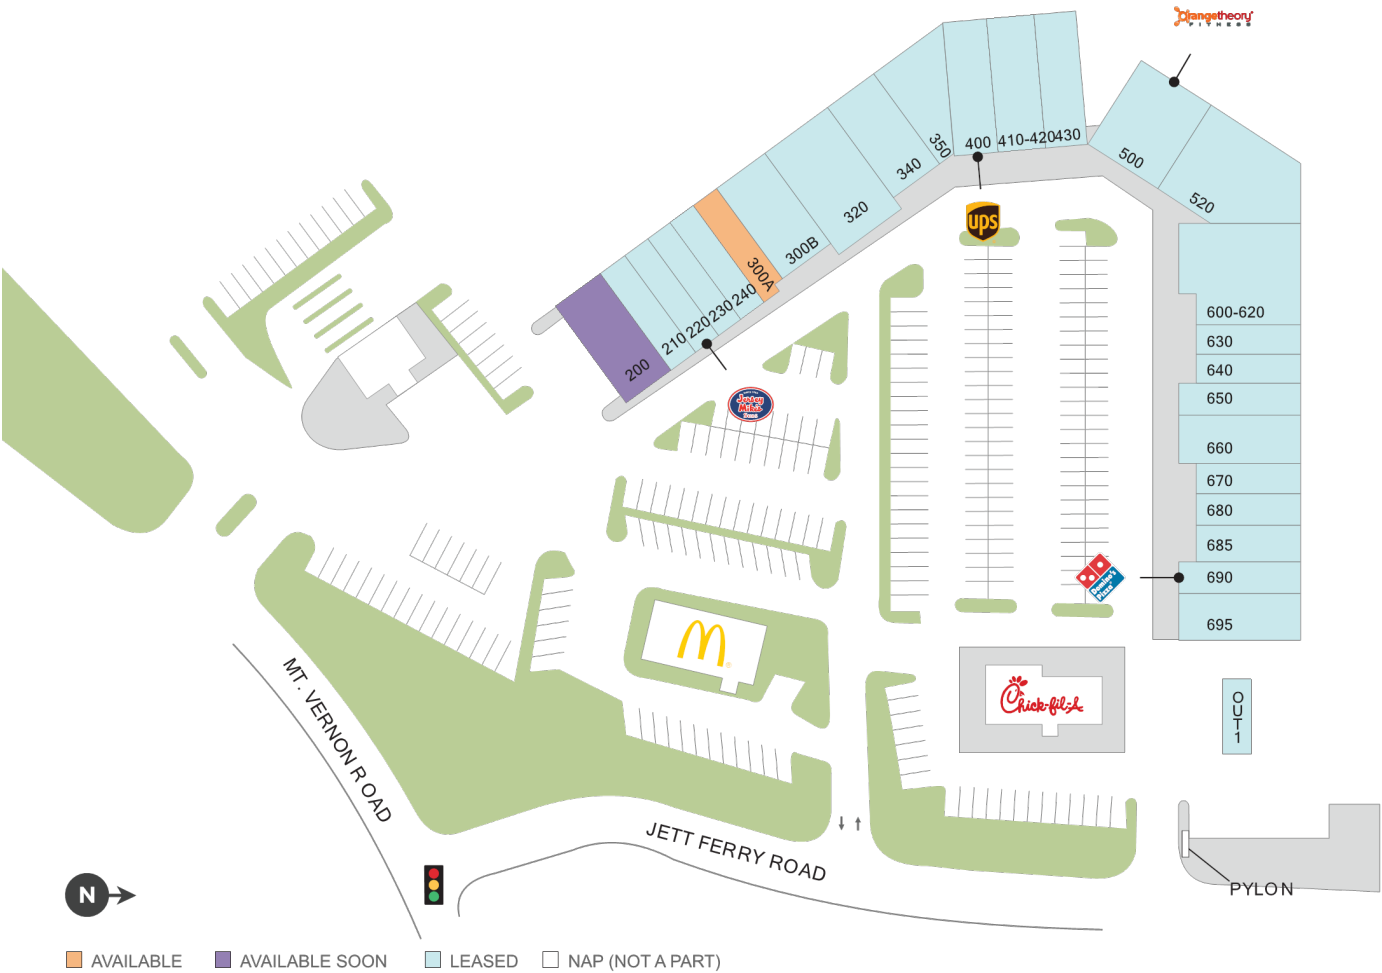 Orangetheory®
FITNESS
400
410-420
430
350
340
320
300B
300A
240
230
220
210
200
500
520
ups
Jersey
Mike's
Subs
600-620
630
640
650
660
670
680
685
690
695
Domino's
Pizza
Chick-fil-A
OUT1
MT. VERNON ROAD
JETT FERRY ROAD
PYLON
N
AVAILABLE
AVAILABLE SOON
LEASED
NAP (NOT A PART)